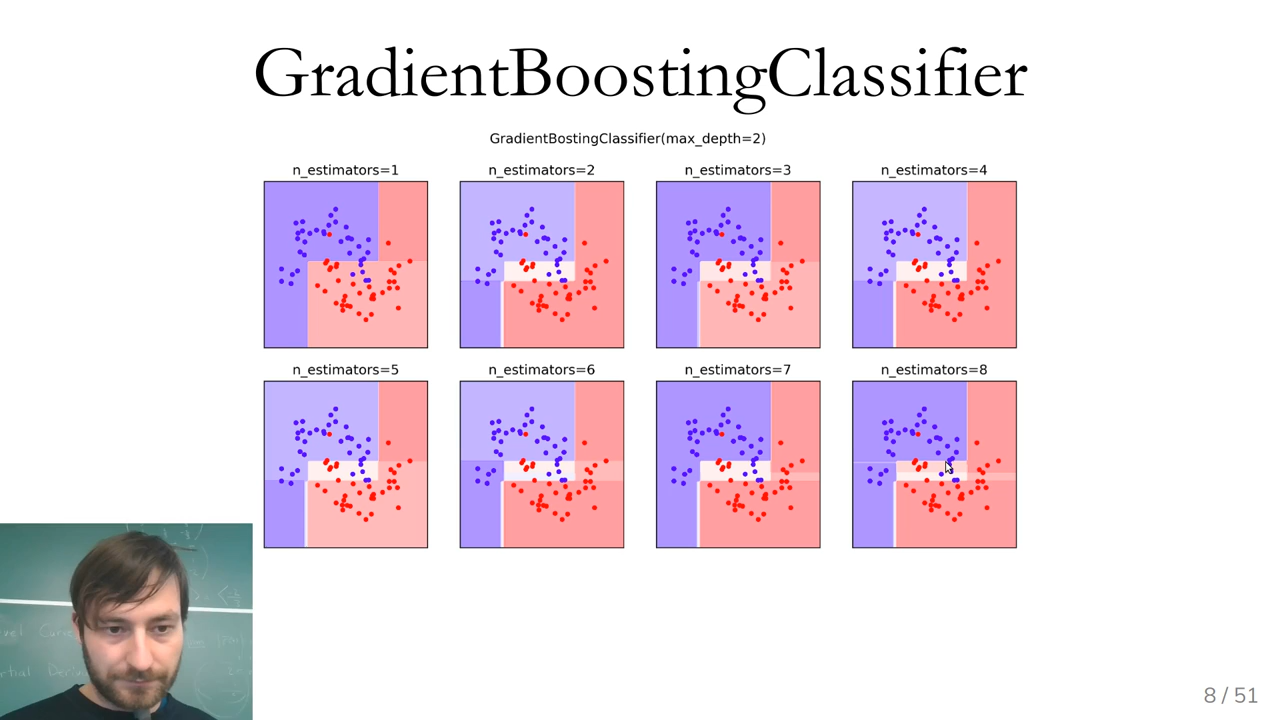 GradientBoostingClassifier
GradientBostingClassifier(max_depth=2)
n_estimators=1
n_estimators=2
n_estimators=3
n_estimators=4
n_estimators=5
n_estimators=6
n_estimators=7
n_estimators=8
8 / 51